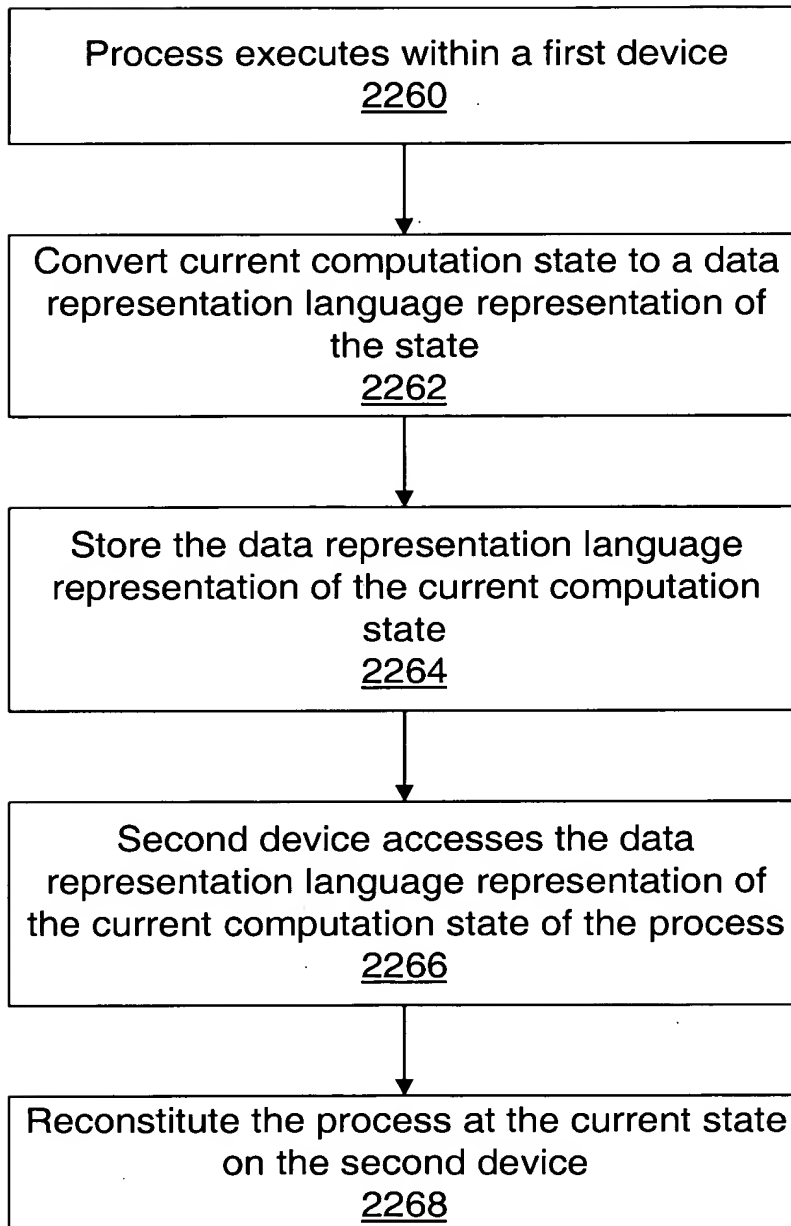 Process executes within a first device
2260
Convert current computation state to a data
representation language representation of
the state
2262
Store the data representation language
representation of the current computation
state
2264
Second device accesses the data
representation language representation of
the current computation state of the process
2266
Reconstitute the process at the current state
on the second device
2268